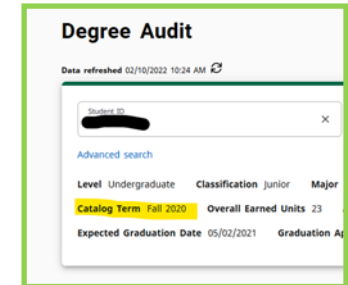 Degree Audit
Data refreshed 02/10/2022 10:24 AM
Student ID
Advanced search
Level Undergraduate Classification Junior Major
Catalog Term Fall 2020 Overall Earned Units 23
Expected Graduation Date 05/02/2021 Graduation Ap